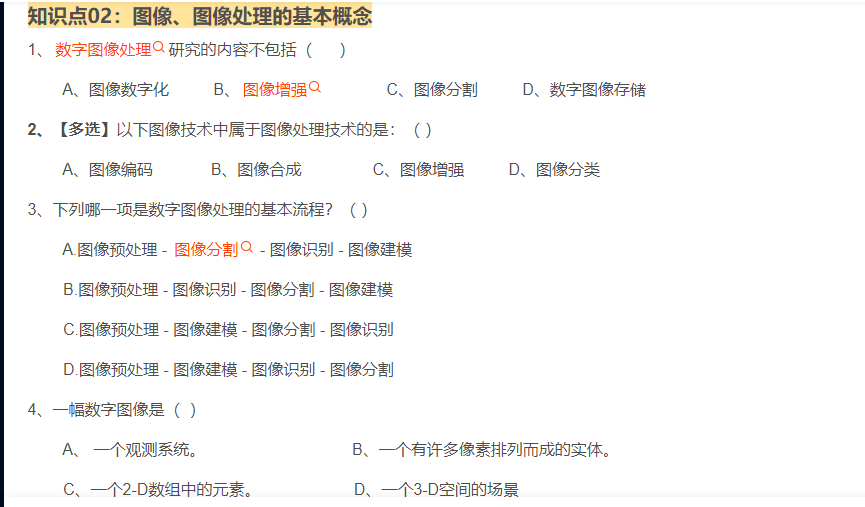 知识点02：图像、图像处理的基本概念
1、数字图像处理研究的内容不包括（　　）
A、图像数字化　　B、图像增强　　C、图像分割　　D、数字图像存储
2、【多选】以下图像技术中属于图像处理技术的是：（ ）
A、图像编码　　B、图像合成　　C、图像增强　　D、图像分类
3、下列哪一项是数字图像处理的基本流程？（ ）
A.图像预处理 - 图像分割 - 图像识别 - 图像建模
B.图像预处理 - 图像识别 - 图像分割 - 图像建模
C.图像预处理 - 图像建模 - 图像分割 - 图像识别
D.图像预处理 - 图像建模 - 图像识别 - 图像分割
4、一幅数字图像是（ ）
A、 一个观测系统。　　B、一个有许多像素排列而成的实体。
C、一个2-D数组中的元素。　　D、一个3-D空间的场景